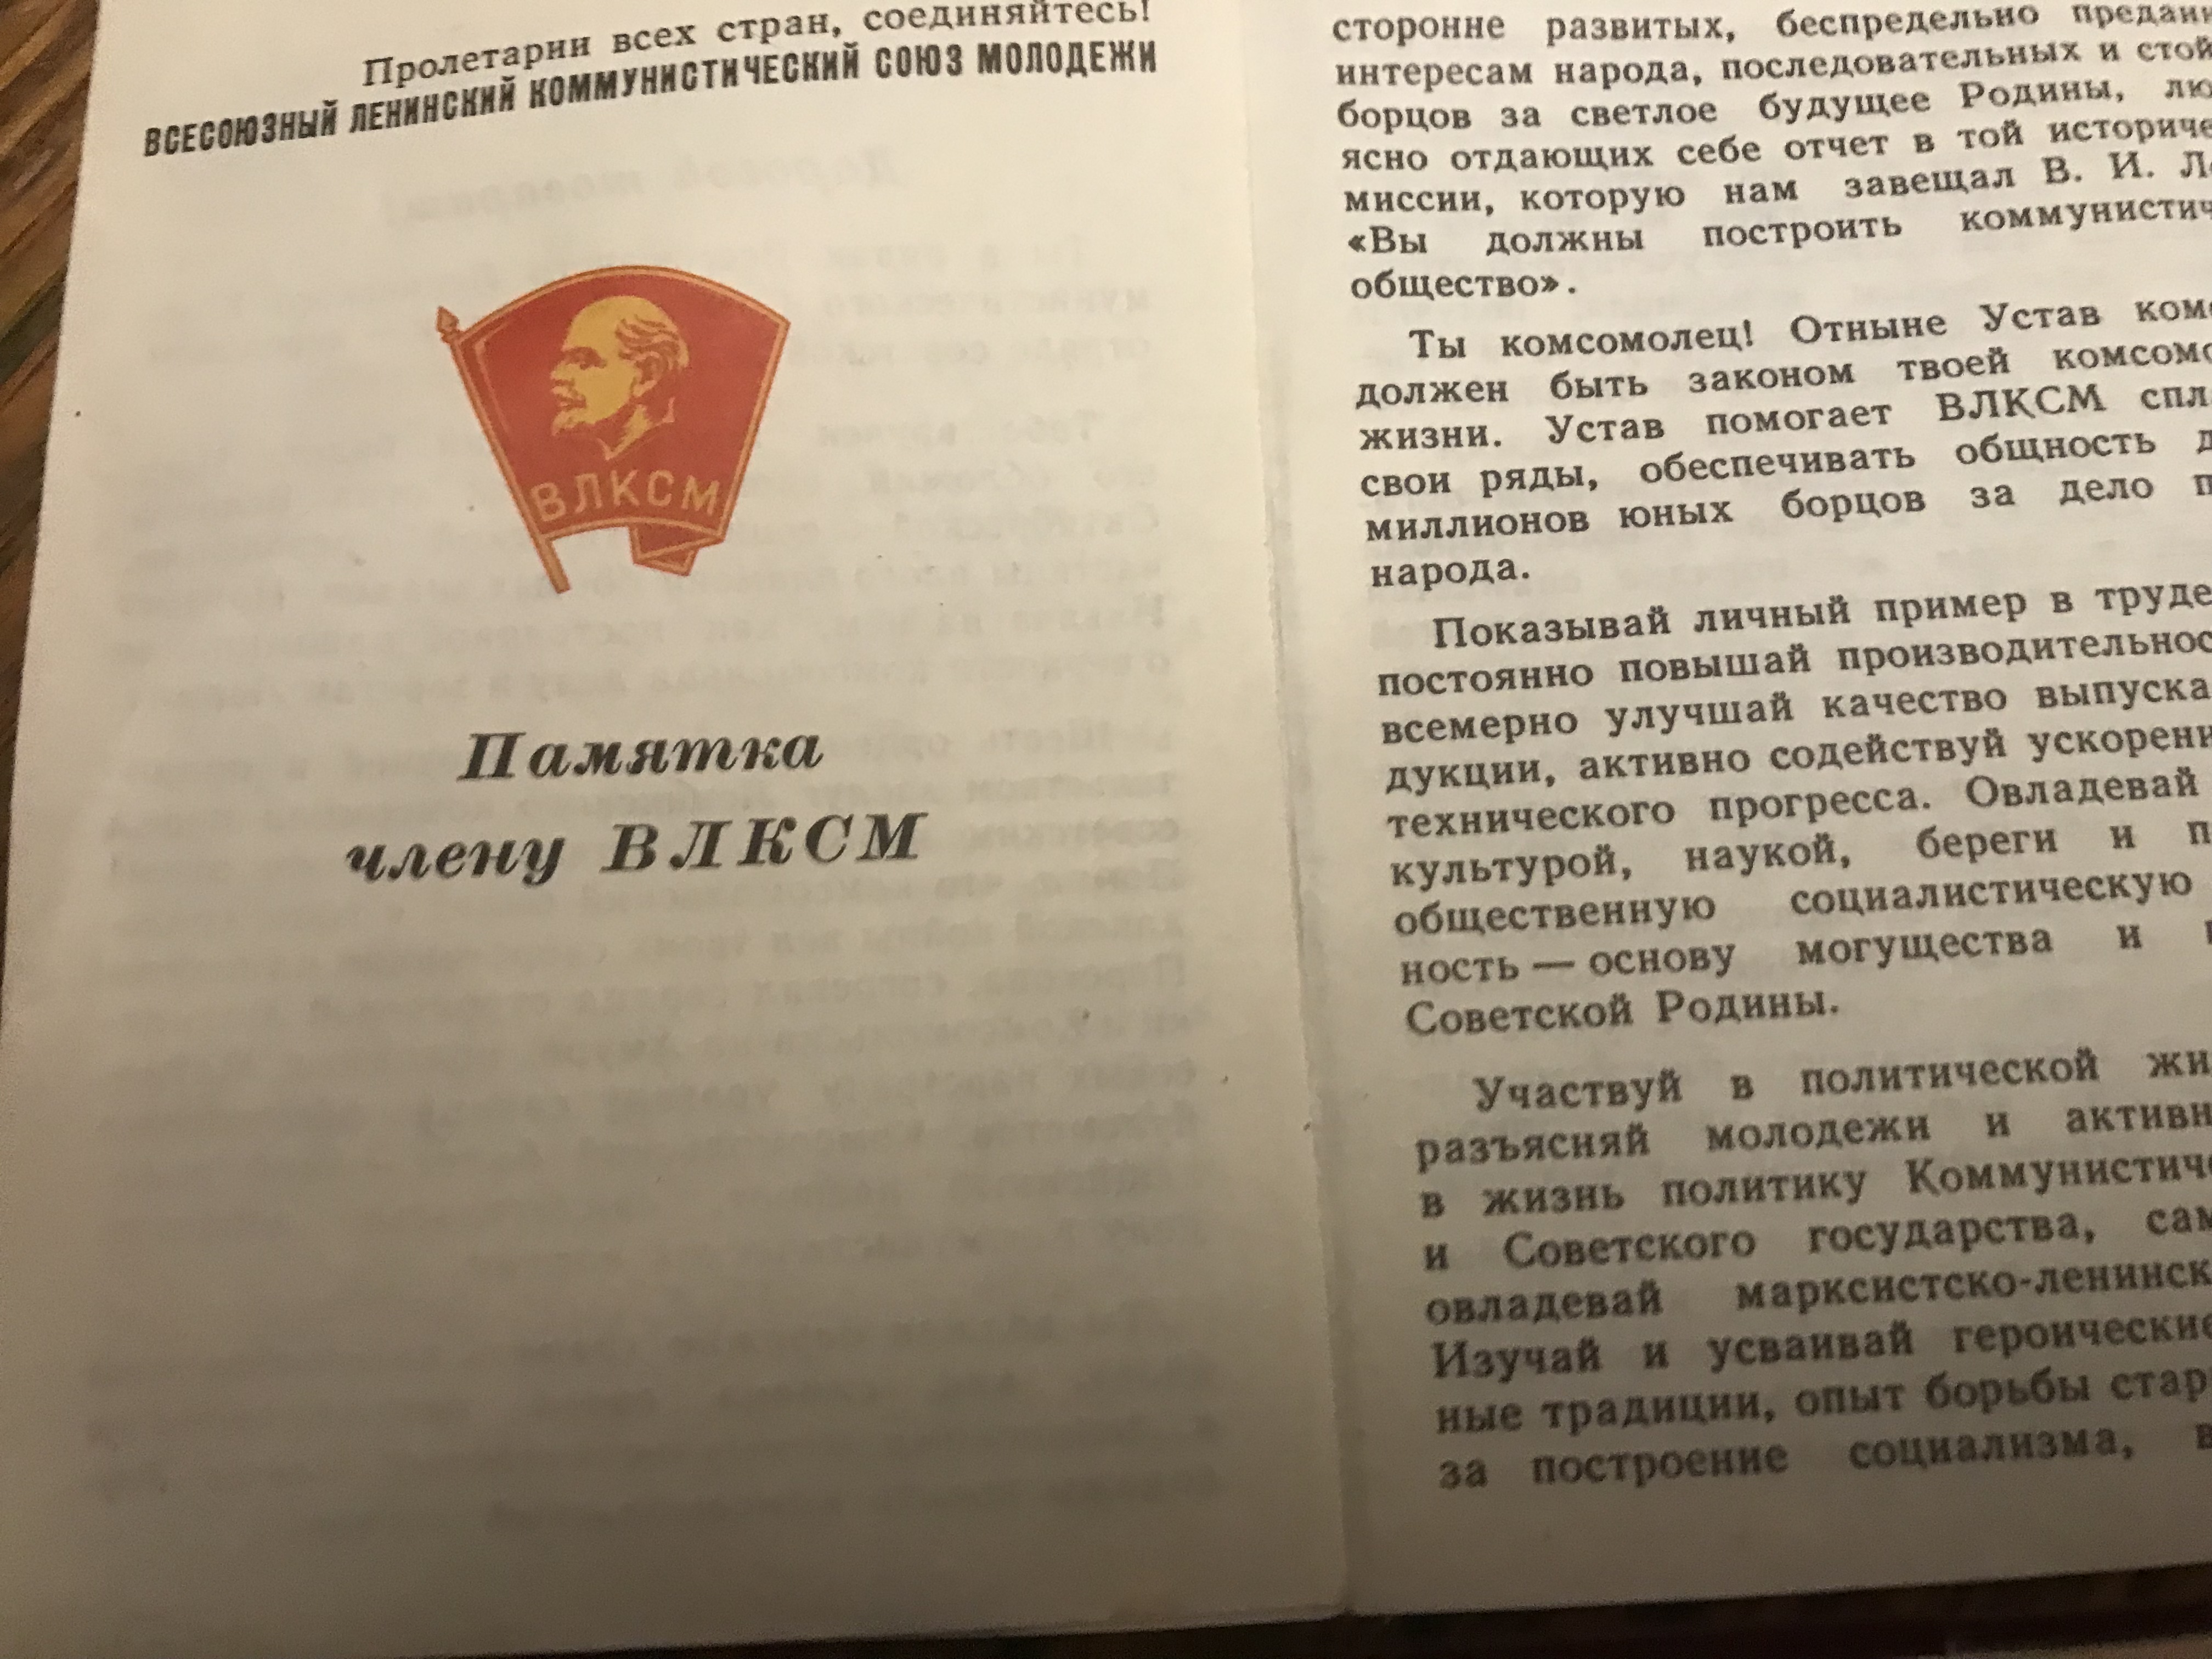 Пролетарии всех стран, соединяйтесь!
ВСЕСОЮЗНЫЙ ЛЕНИНСКИЙ КОММУНИСТИЧЕСКИЙ СОЮЗ МОЛОДЕЖИ
ВЛКСМ
Памятка
члену ВЛКСМ
сторонне развитых, беспредельно
интересам народа, последовательных и
борцов за светлое будущее Родины,
ясно отдающих себе отчет в той
миссии, которую нам завещал В. И.
«Вы должны построить
общество».
Ты комсомолец! Отныне Устав
должен быть законом твоей
жизни. Устав помогает ВЛКСМ
свои ряды, обеспечивать общность
миллионов юных борцов за дело
народа.
Показывай личный пример в труде
постоянно повышай
всемерно улучшай качество
дукции, активно содействуй
технического прогресса. Овладевай
культурой, наукой, береги и
общественную социалистическую
ность — основу могущества и
Советской Родины.
Участвуй в политической
разъясняй молодежи и
в жизнь политику
и Советского государства,
овладевай
Изучай и усваивай героические
ные традиции, опыт борьбы
за построение социализма,